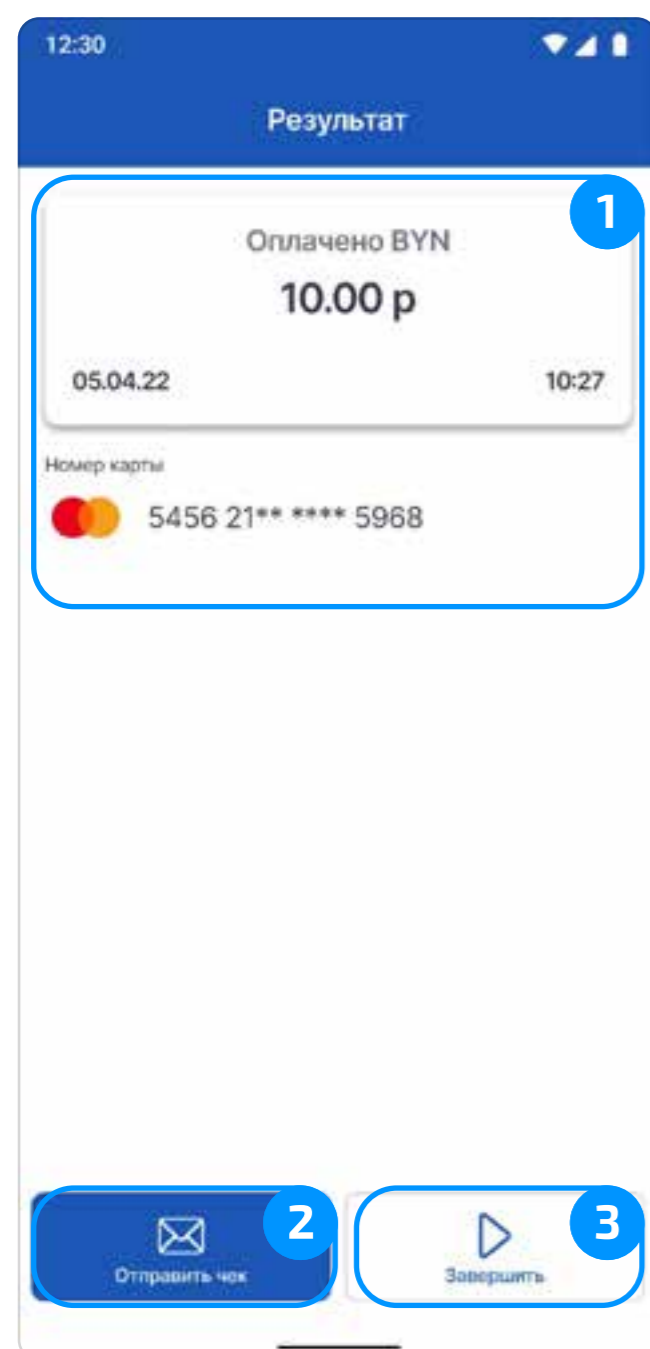 12:30
Результат
1
Оплачено BYN
10.00 р
05.04.22 10:27
Номер карты
5456 21** **** 5968
2 3
Отправить чек Завершить